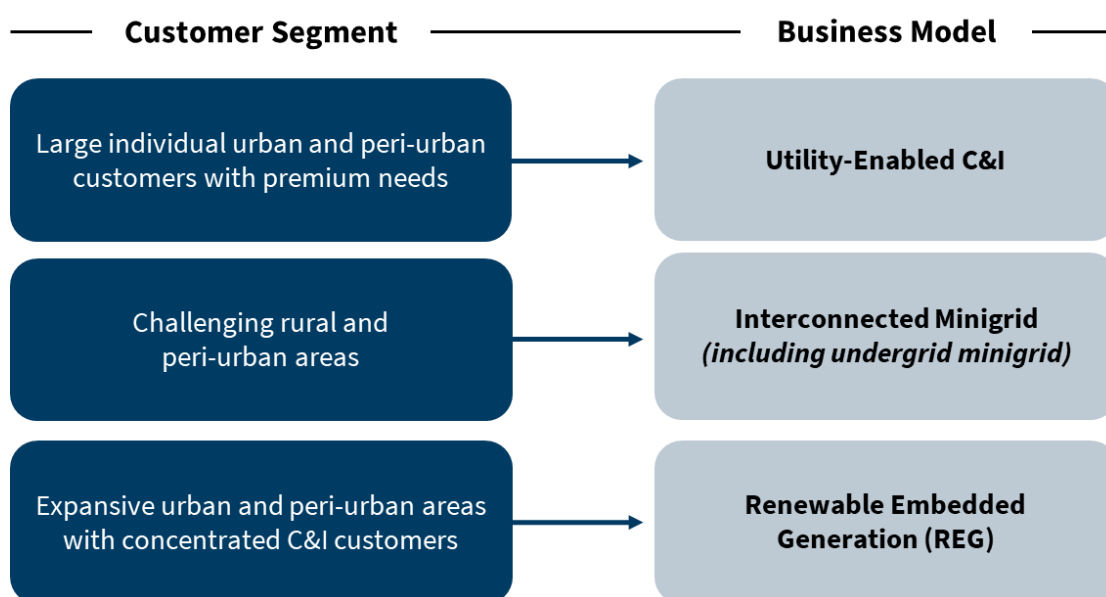 Customer Segment
Business Model
Large individual urban and peri-urban
customers with premium needs
Utility-Enabled C&I
Challenging rural and
peri-urban areas
Interconnected Minigrid
(including undergrid minigrid)
Expansive urban and peri-urban areas
with concentrated C&I customers
Renewable Embedded
Generation (REG)